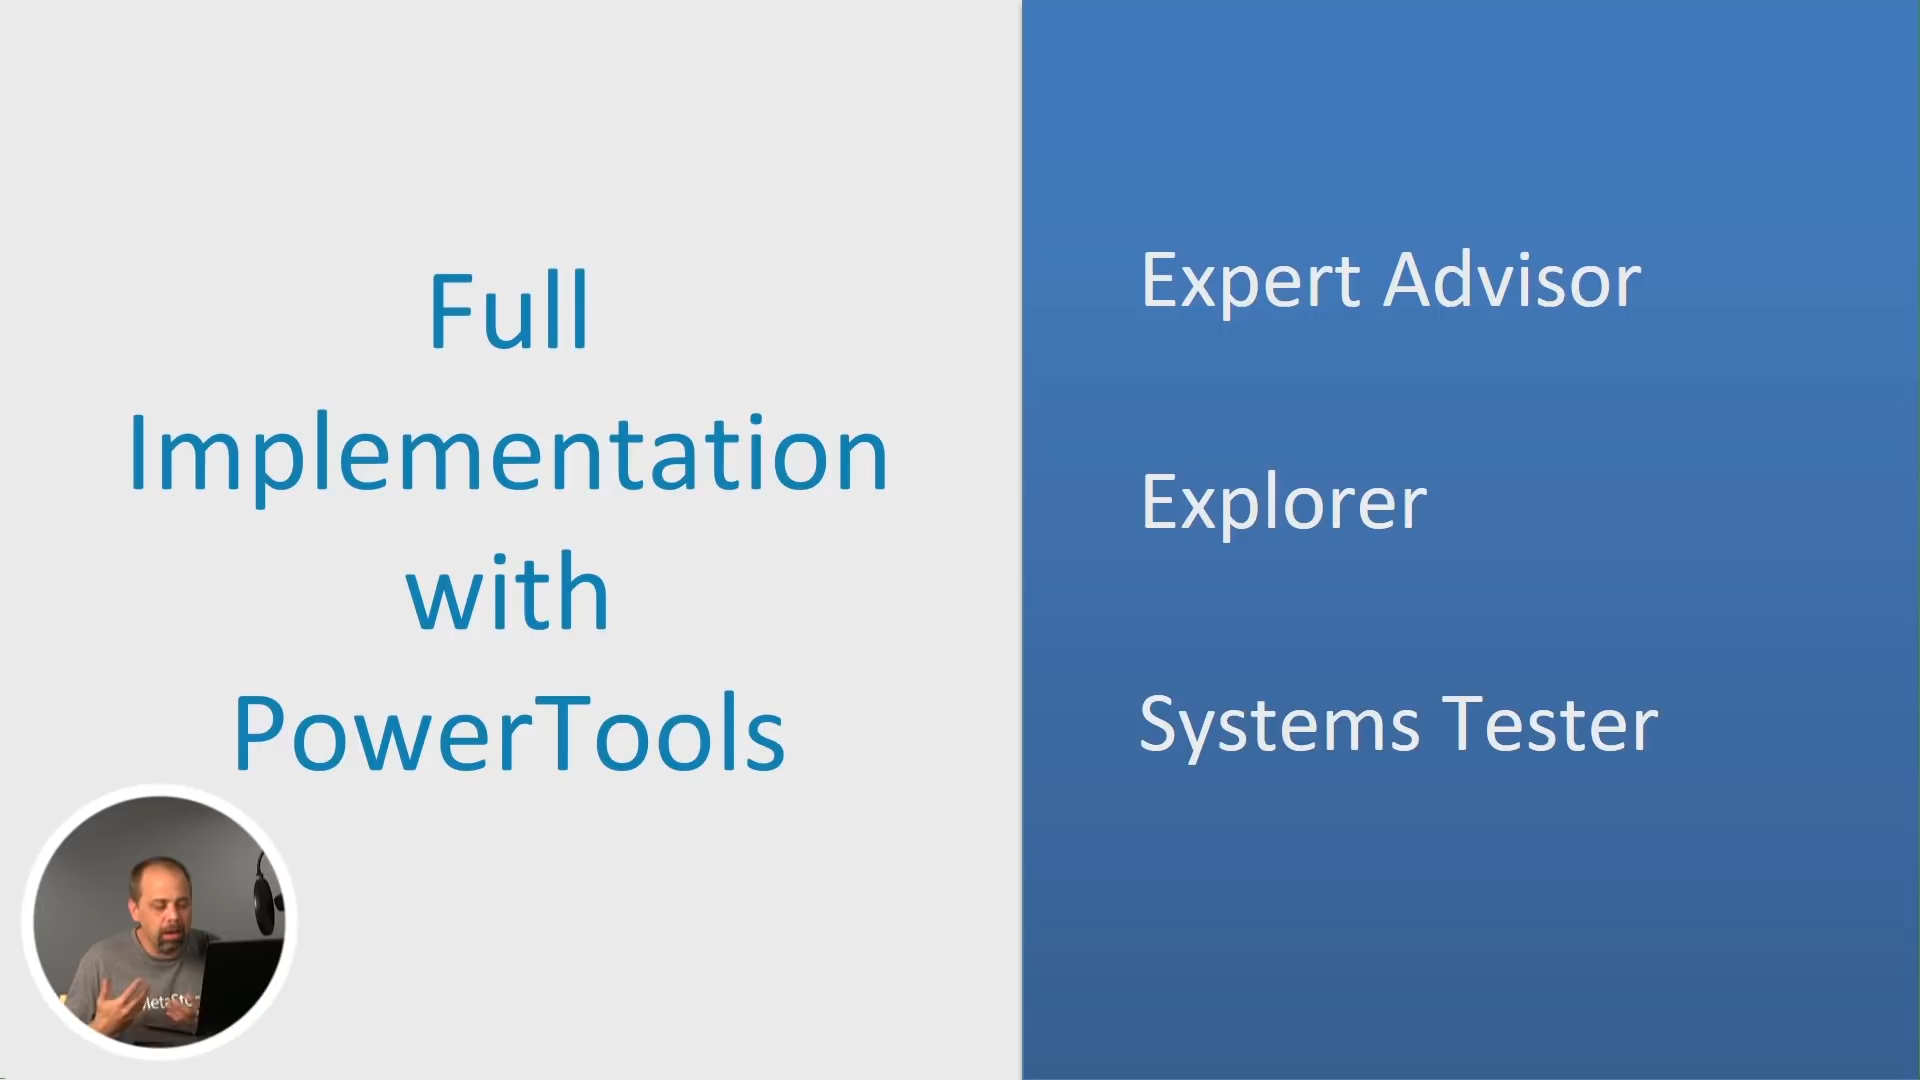 Full
Implementation
with
PowerTools
Expert Advisor
Explorer
Systems Tester